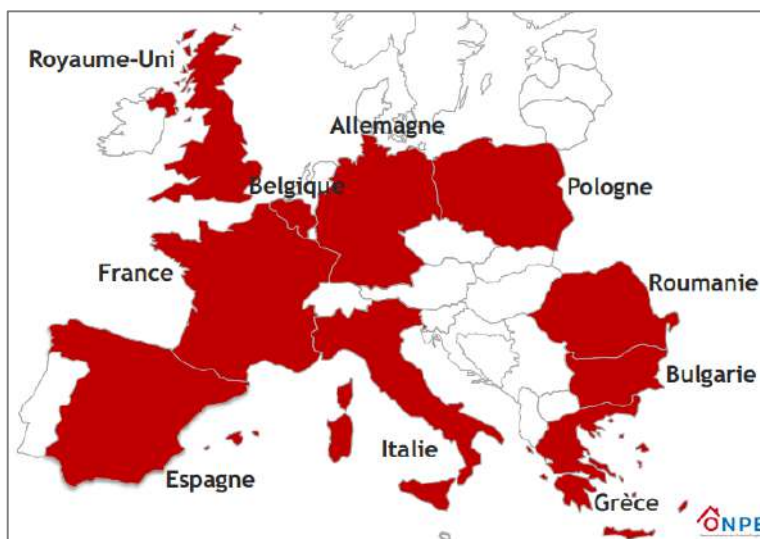 Royaume-Uni
Allemagne
Belgique
Pologne
France
Roumanie
Bulgarie
Italie
Espagne
Grèce
ONPE